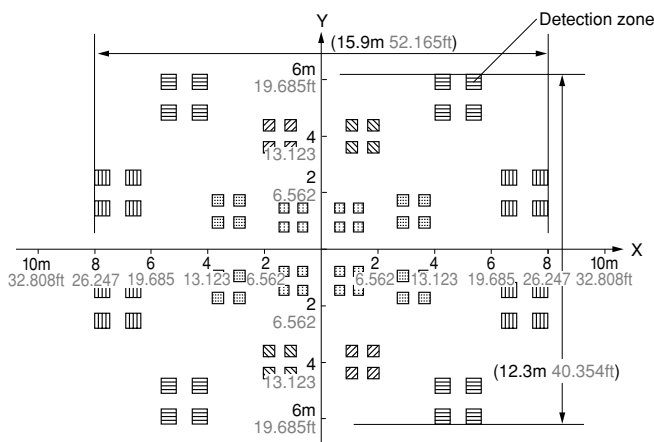 Y
Detection zone
(15.9m 52.165ft)
6m
19.685ft
4
13.123
2
6.562
X
10m 8 6 4 2 2 4 6 8 10m
32.808ft 26.247 19.685 13.123 6.562 6.562 13.123 19.685 26.247 32.808ft
2
6.562
4
13.123
(12.3m 40.354ft)
6m
19.685ft